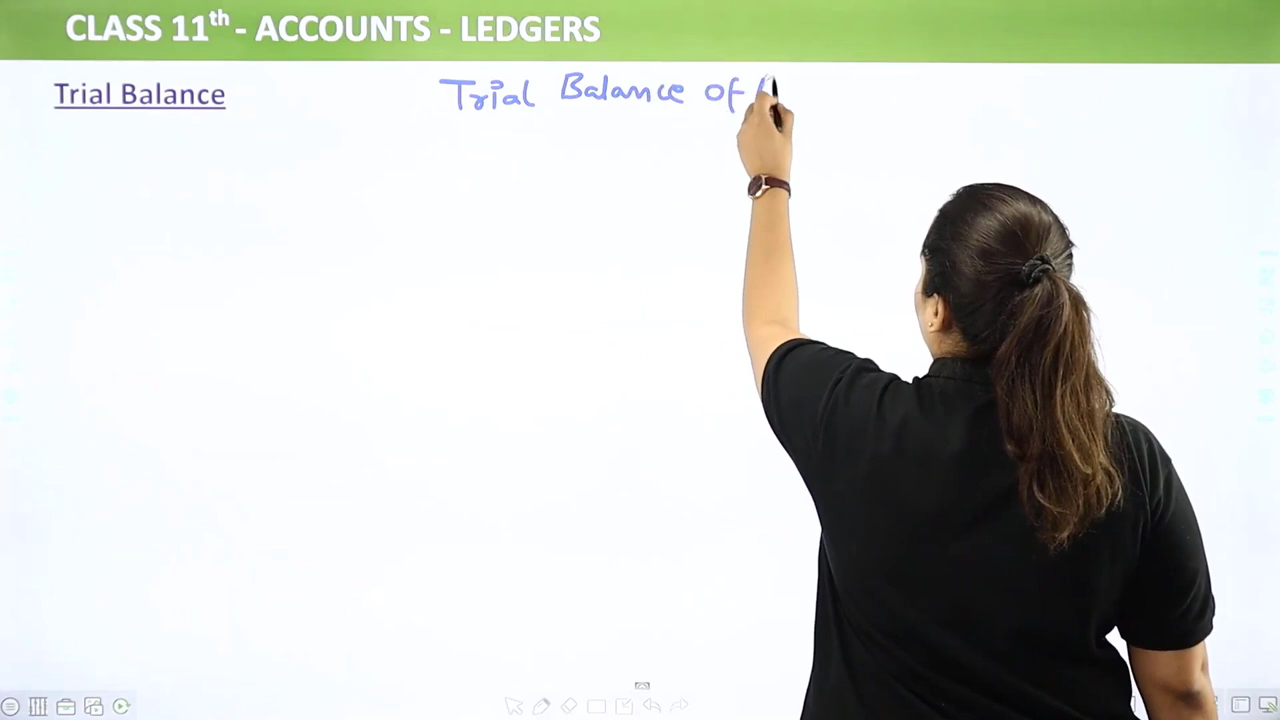 CLASS 11th - ACCOUNTS - LEDGERS
Trial Balance
Trial Balance of